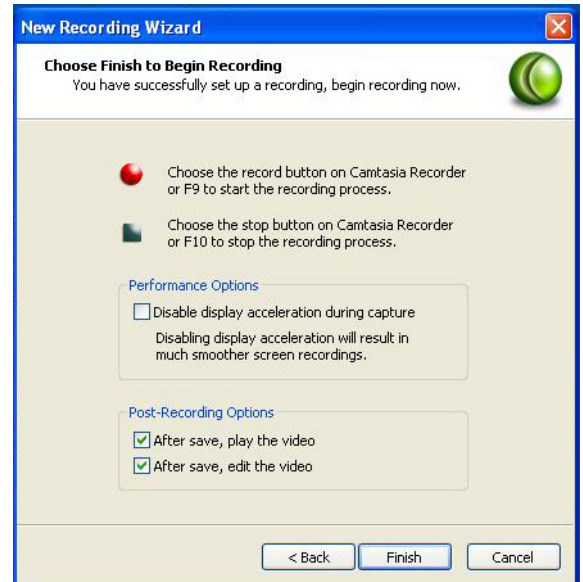 New Recording Wizard
Choose Finish to Begin Recording
You have successfully set up a recording, begin recording now.
Choose the record button on Camtasia Recorder
or F9 to start the recording process.
Choose the stop button on Camtasia Recorder
or F10 to stop the recording process.
Performance Options
Disable display acceleration during capture
Disabling display acceleration will result in
much smoother screen recordings.
Post-Recording Options
After save, play the video
After save, edit the video
< Back Finish Cancel